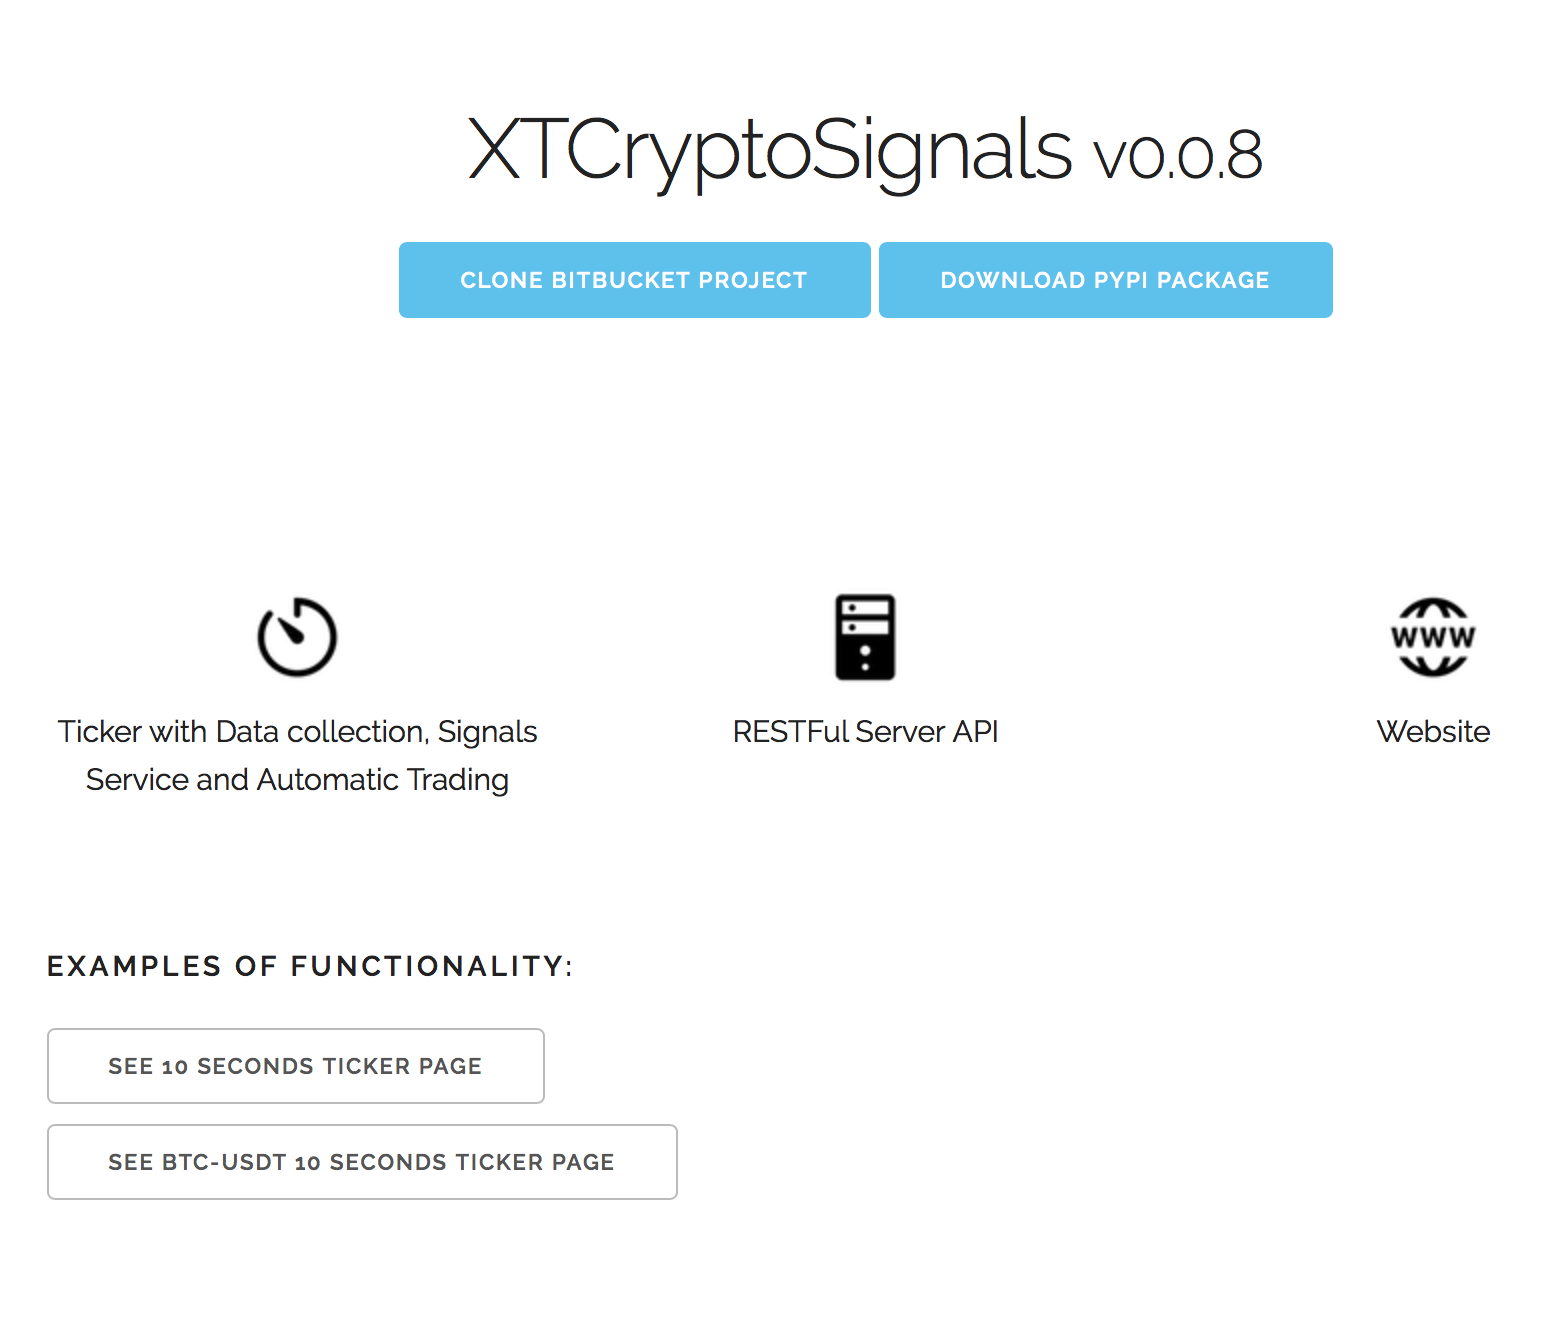 XTCryptoSignals v0.0.8
CLONE BITBUCKET PROJECT
DOWNLOAD PYPI PACKAGE
WWW
Ticker with Data collection, Signals
Service and Automatic Trading
RESTFul Server API
Website
EXAMPLES OF FUNCTIONALITY:
SEE 10 SECONDS TICKER PAGE
SEE BTC-USDT 10 SECONDS TICKER PAGE